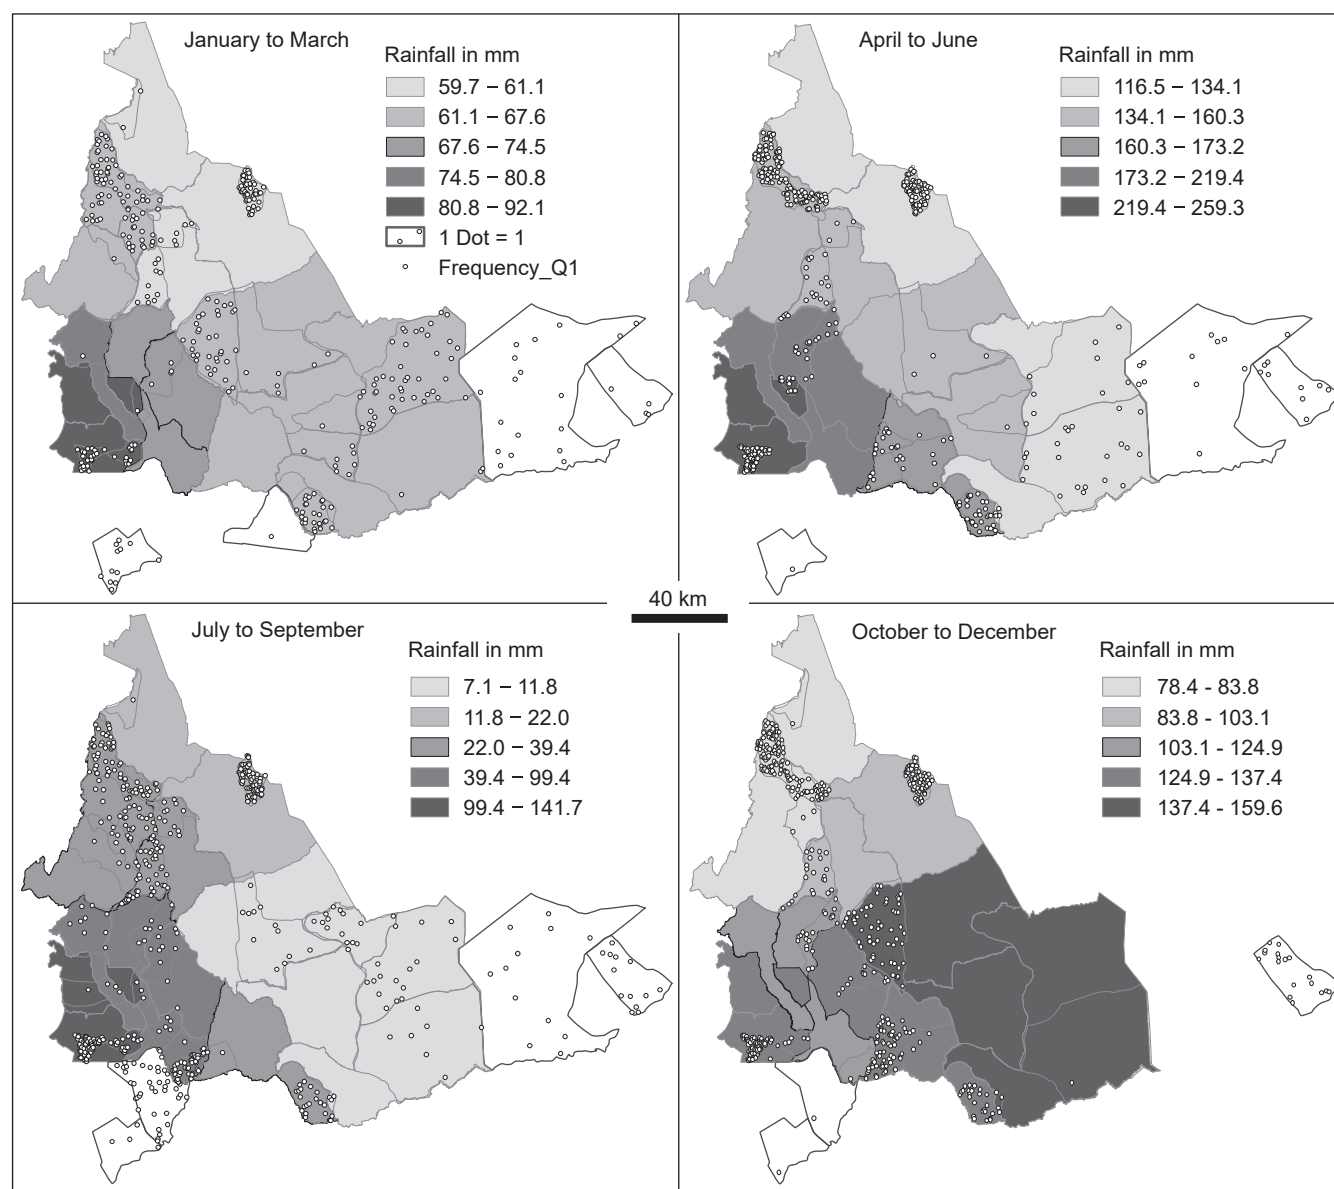 January to March
Rainfall in mm
59.7 – 61.1
61.1 – 67.6
67.6 – 74.5
74.5 – 80.8
80.8 – 92.1
1 Dot = 1
Frequency_Q1
April to June
Rainfall in mm
116.5 – 134.1
134.1 – 160.3
160.3 – 173.2
173.2 – 219.4
219.4 – 259.3
40 km
July to September
Rainfall in mm
7.1 – 11.8
11.8 – 22.0
22.0 – 39.4
39.4 – 99.4
99.4 – 141.7
October to December
Rainfall in mm
78.4 - 83.8
83.8 - 103.1
103.1 - 124.9
124.9 - 137.4
137.4 - 159.6